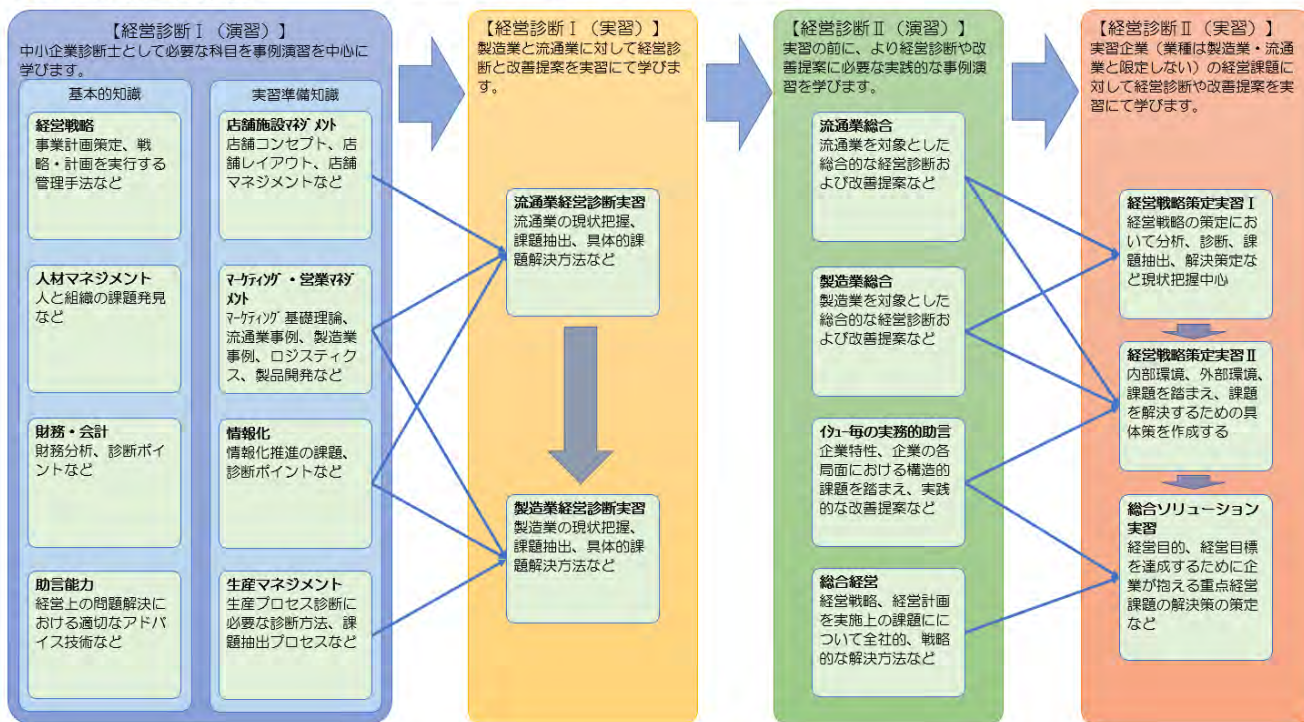 【経営診断Ⅰ（演習）】
中小企業診断士として必要な科目を事例演習を中心に
学びます。
基本的知識
経営戦略
事業計画策定、戦
略・計画を実行する
管理手法など
人材マネジメント
人と組織の課題発見
など
財務・会計
財務分析、診断ポイ
ントなど
助言能力
経営上の問題解決に
おける適切なアドバ
イス技術など
実習準備知識
店舗施設ﾏﾈｼﾞﾒﾝﾄ
店舗コンセプト、店
舗レイアウト、店舗
マネジメントなど
ﾏｰｹﾃｨﾝｸﾞ・営業ﾏﾈｼﾞ
ﾒﾝﾄ
ﾏｰｹﾃｨﾝｸﾞ基礎理論、
流通業事例、製造業
事例、ロジスティク
ス、製品開発など
情報化
情報化推進の課題、
診断ポイントなど
生産マネジメント
生産プロセス診断に
必要な診断方法、課
題抽出プロセスなど
【経営診断Ⅰ（実習）】
製造業と流通業に対して経営診
断と改善提案を実習にて学びま
す。
流通業経営診断実習
流通業の現状把握、
課題抽出、具体的課
題解決方法など
製造業経営診断実習
製造業の現状把握、
課題抽出、具体的課
題解決方法など
【経営診断Ⅱ（演習）】
実習の前に、より経営診断や改
善提案に必要な実践的な事例演
習を学びます。
流通業総合
流通業を対象とした
総合的な経営診断お
よび改善提案など
製造業総合
製造業を対象とした
総合的な経営診断お
よび改善提案など
ｲｼｭｰ毎の実務的助言
企業特性、企業の各
局面における構造的
課題を踏まえ、実践
的な改善提案など
総合経営
経営戦略、経営計画
を実施上の課題にに
ついて全社的、戦略
的な解決方法など
【経営診断Ⅱ（実習）】
実習企業（業種は製造業・流通
業と限定しない）の経営課題に
対して経営診断や改善提案を実
習にて学びます。
経営戦略策定実習Ⅰ
経営戦略の策定にお
いて分析、診断、課
題抽出、解決策定な
ど現状把握中心
経営戦略策定実習Ⅱ
内部環境、外部環境、
課題を踏まえ、課題
を解決するための具
体策を作成する
総合ソリューション
実習
経営目的、経営目標
を達成するために企
業が抱える重点経営
課題の解決策の策定
など